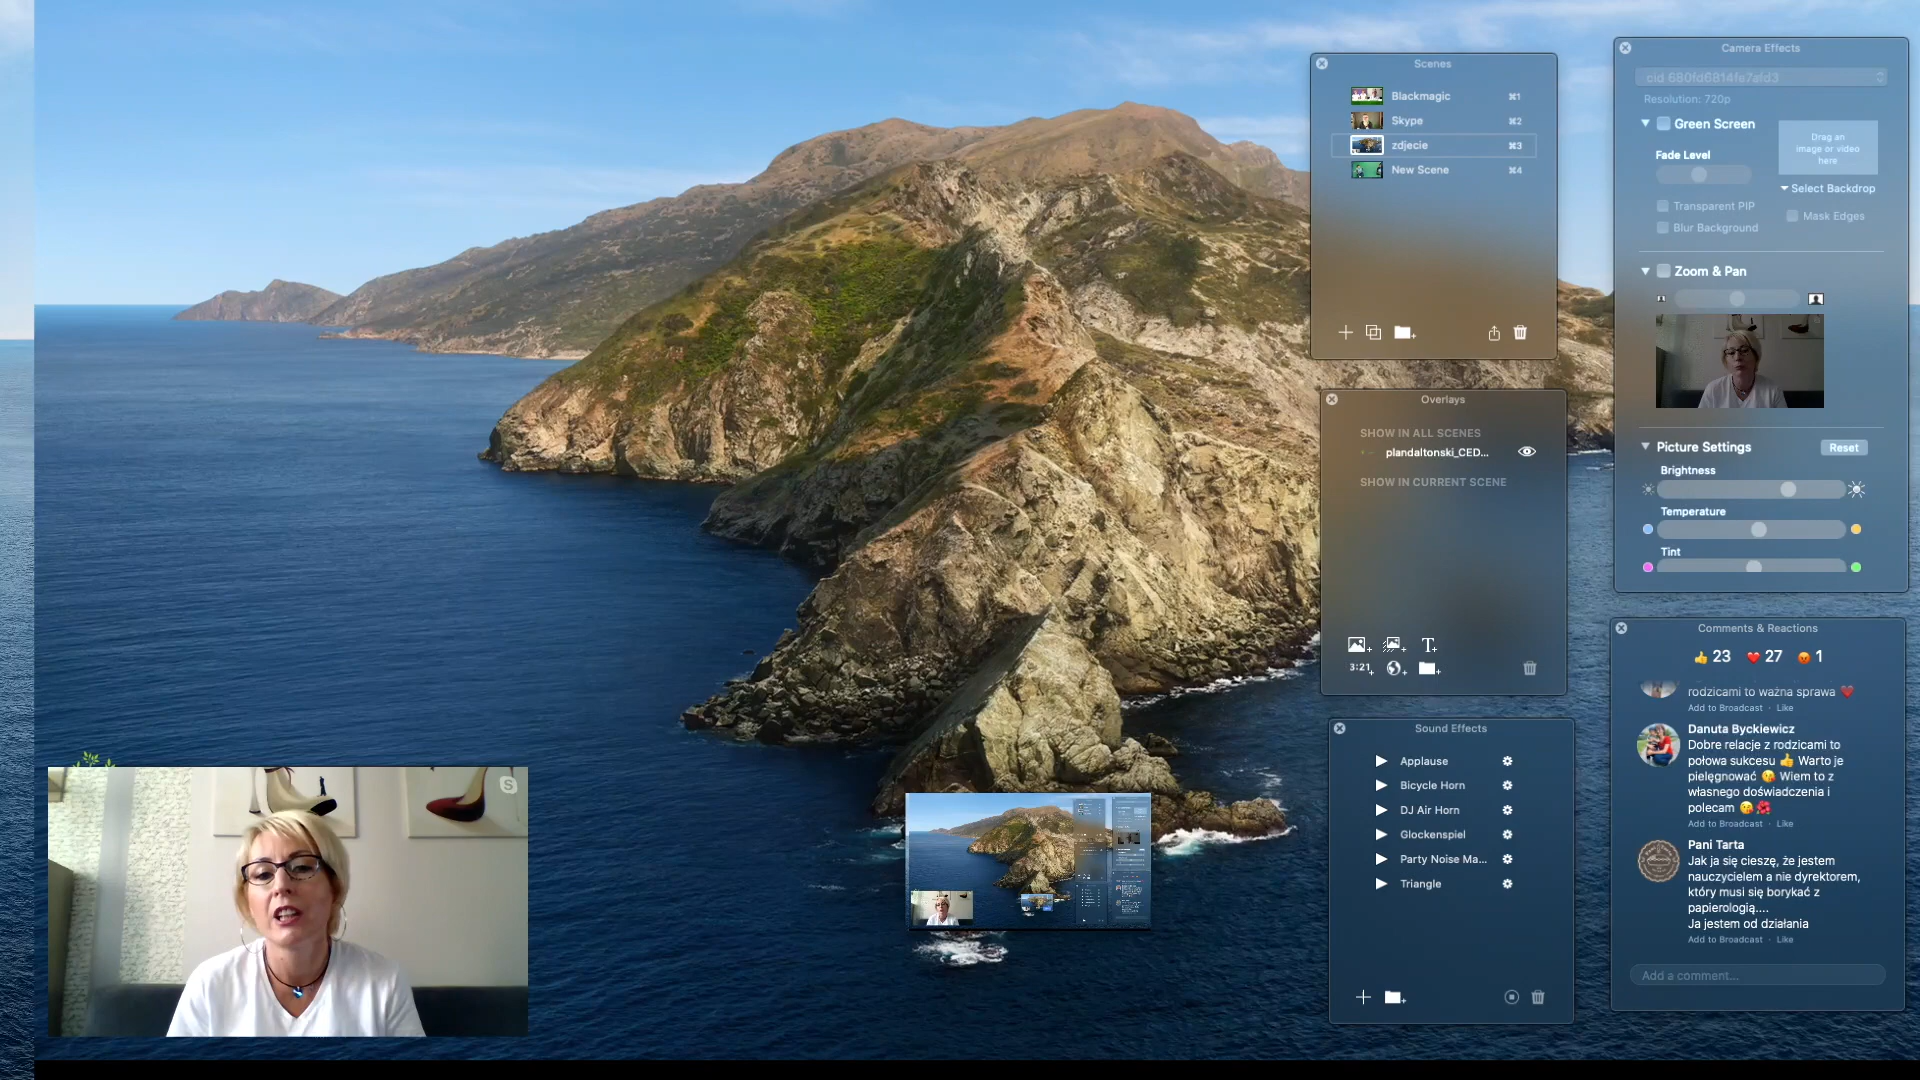 Scenes
Blackmagic ⌘1
Skype ⌘2
zdjecie ⌘3
New Scene ⌘4
Overlays
SHOW IN ALL SCENES
plandaltonski_CED...
SHOW IN CURRENT SCENE
3:21
Sound Effects
Applause
Bicycle Horn
DJ Air Horn
Glockenspiel
Party Noise Ma...
Triangle
Camera Effects
cid 680fd6814fe7afd3
Resolution: 720p
Green Screen
Drag an
image or video
here
Fade Level
Select Backdrop
Transparent PIP
Mask Edges
Blur Background
Zoom & Pan
Picture Settings
Reset
Brightness
Temperature
Tint
Comments & Reactions
👍 23 ❤️ 27 😡 1
rodzicami to ważna sprawa ❤️
Add to Broadcast · Like
Danuta Byckiewicz
Dobre relacje z rodzicami to
połowa sukcesu 👍 Warto je
pielęgnować 😘 Wiem to z
własnego doświadczenia i
polecam 😘🌺
Add to Broadcast · Like
Pani Tarta
Jak ja się cieszę, że jestem
nauczycielem a nie dyrektorem,
który musi się borykać z
papierologią....
Ja jestem od działania
Add to Broadcast · Like
Add a comment...